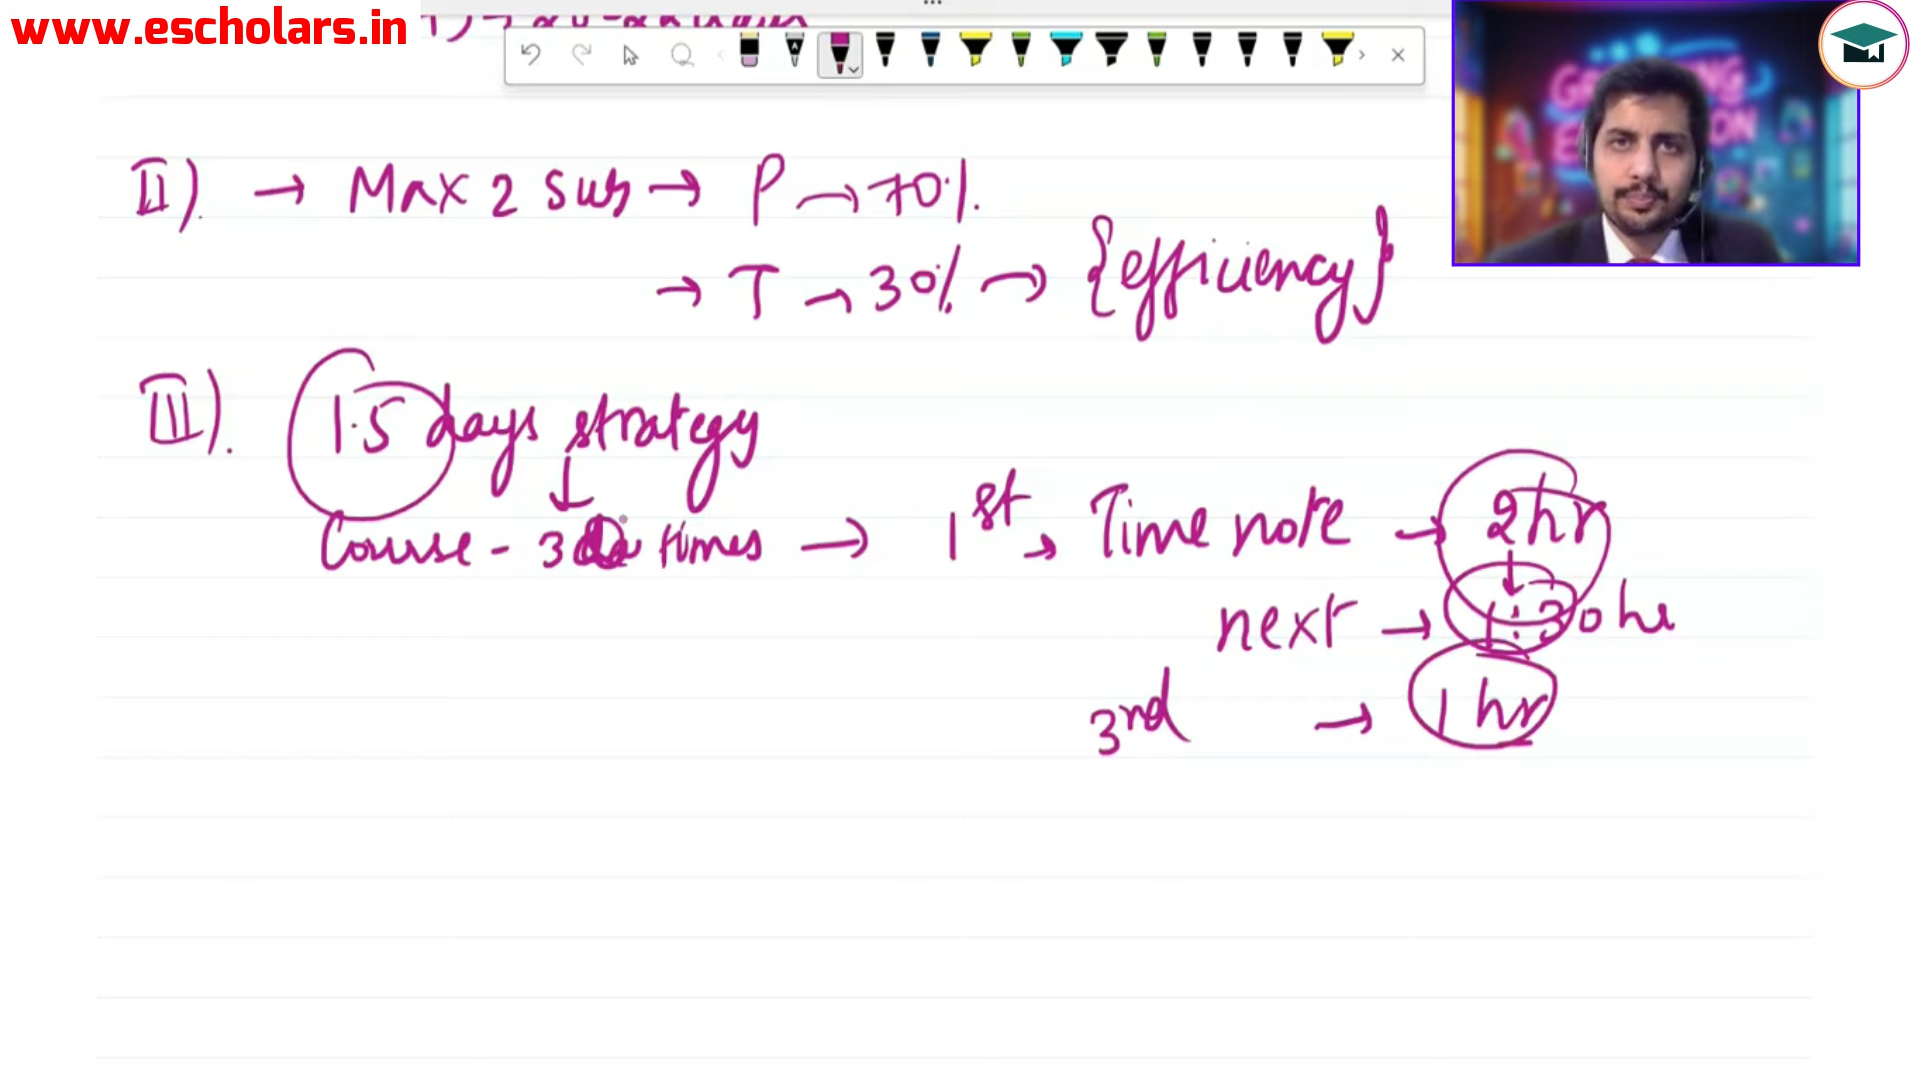 www.escholars.in
II). → Max 2 Sub → P → 70%.
→ T → 30% → {efficiency}
III). 1.5 days strategy
Course - 3 times → 1st → Time note → 2hr
next → 1:30 hr
3rd → 1 hr